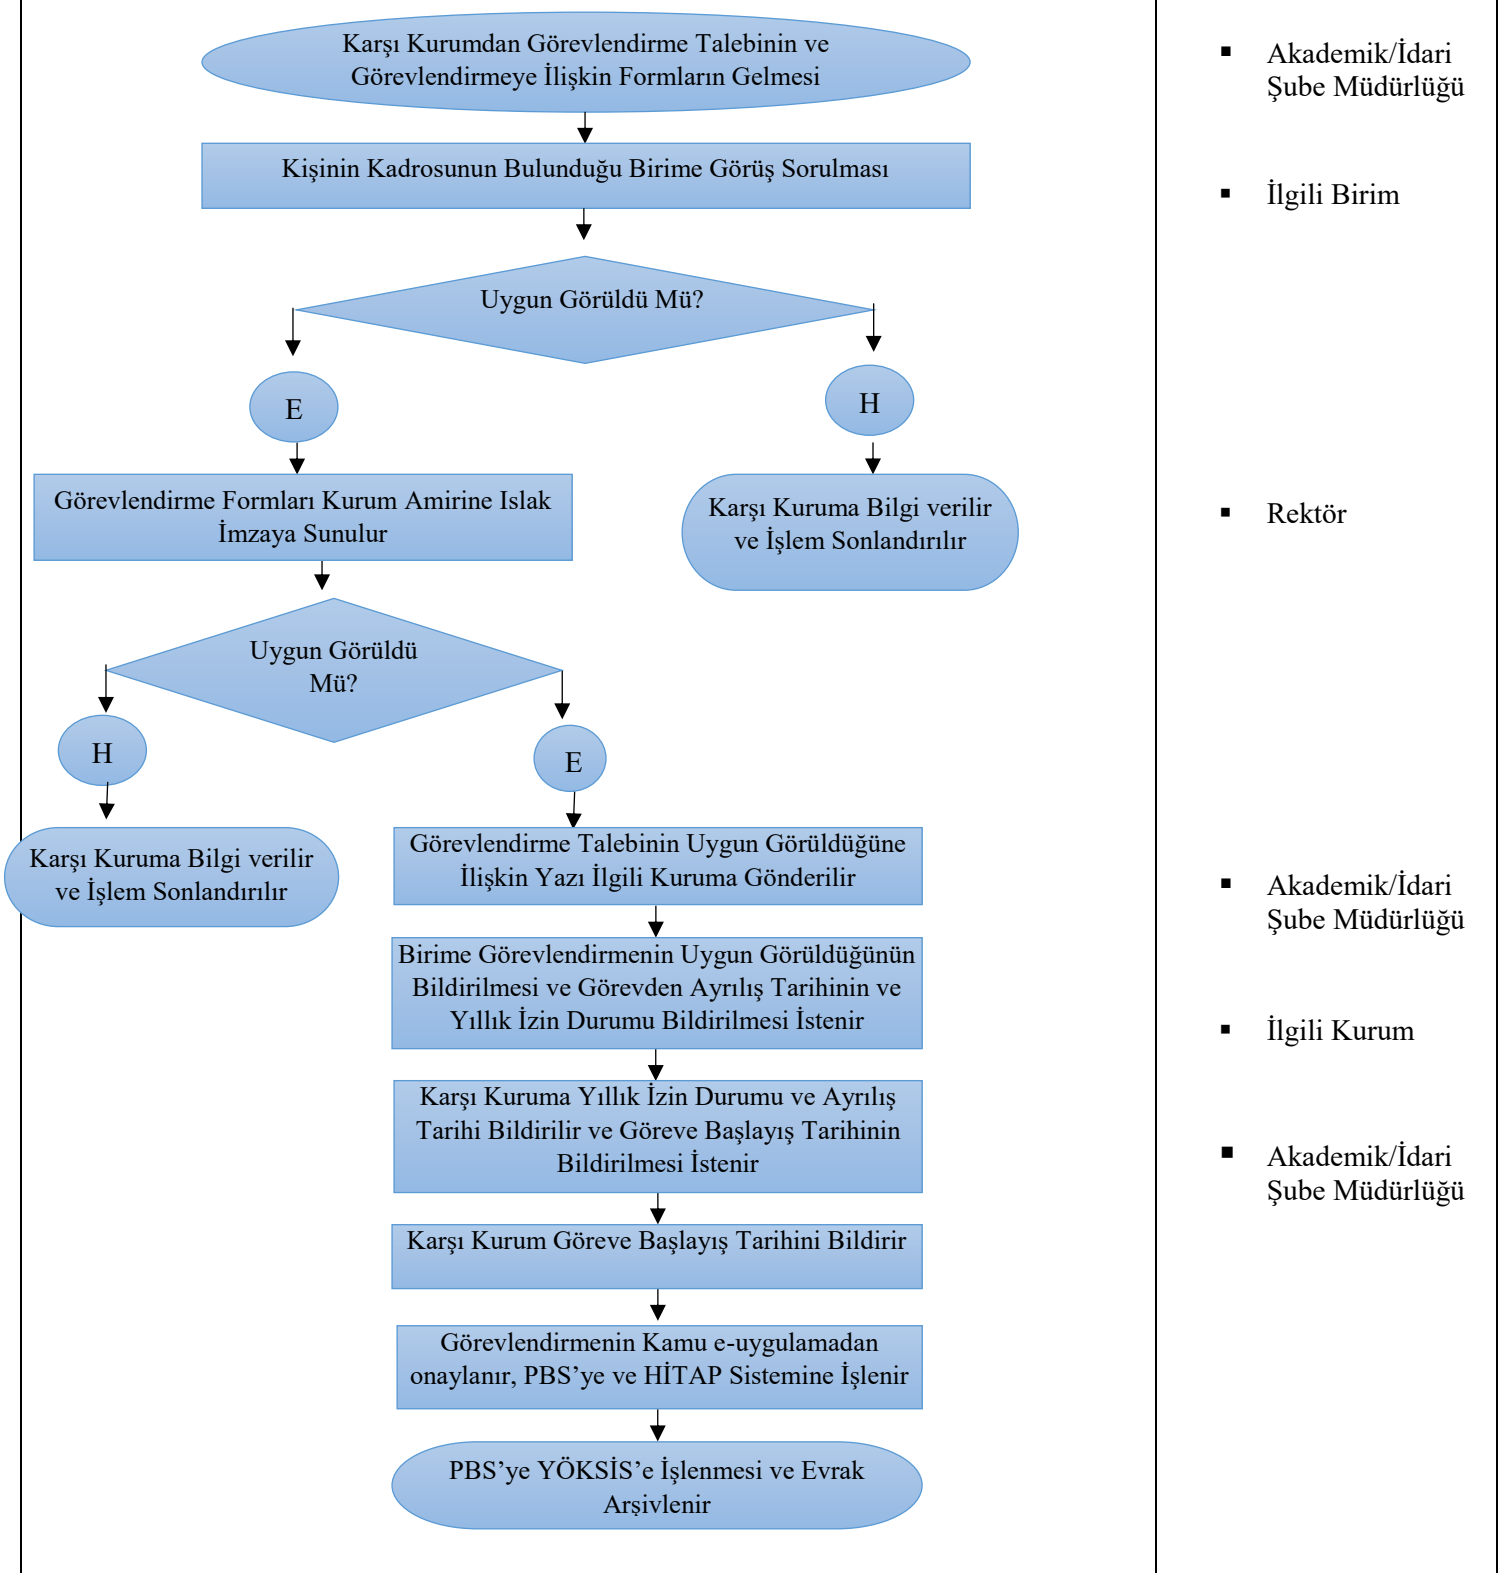 Karşı Kurumdan Görevlendirme Talebinin ve
Görevlendirmeye İlişkin Formların Gelmesi
▪ Akademik/İdari
Şube Müdürlüğü
Kişinin Kadrosunun Bulunduğu Birime Görüş Sorulması
▪ İlgili Birim
Uygun Görüldü Mü?
E
H
Görevlendirme Formları Kurum Amirine Islak
İmzaya Sunulur
Karşı Kuruma Bilgi verilir
ve İşlem Sonlandırılır
▪ Rektör
Uygun Görüldü
Mü?
H
E
Karşı Kuruma Bilgi verilir
ve İşlem Sonlandırılır
Görevlendirme Talebinin Uygun Görüldüğüne
İlişkin Yazı İlgili Kuruma Gönderilir
▪ Akademik/İdari
Şube Müdürlüğü
Birime Görevlendirmenin Uygun Görüldüğünün
Bildirilmesi ve Görevden Ayrılış Tarihinin ve
Yıllık İzin Durumu Bildirilmesi İstenir
▪ İlgili Kurum
Karşı Kuruma Yıllık İzin Durumu ve Ayrılış
Tarihi Bildirilir ve Göreve Başlayış Tarihinin
Bildirilmesi İstenir
▪ Akademik/İdari
Şube Müdürlüğü
Karşı Kurum Göreve Başlayış Tarihini Bildirir
Görevlendirmenin Kamu e-uygulamadan
onaylanır, PBS’ye ve HİTAP Sistemine İşlenir
PBS’ye YÖKSİS’e İşlenmesi ve Evrak
Arşivlenir